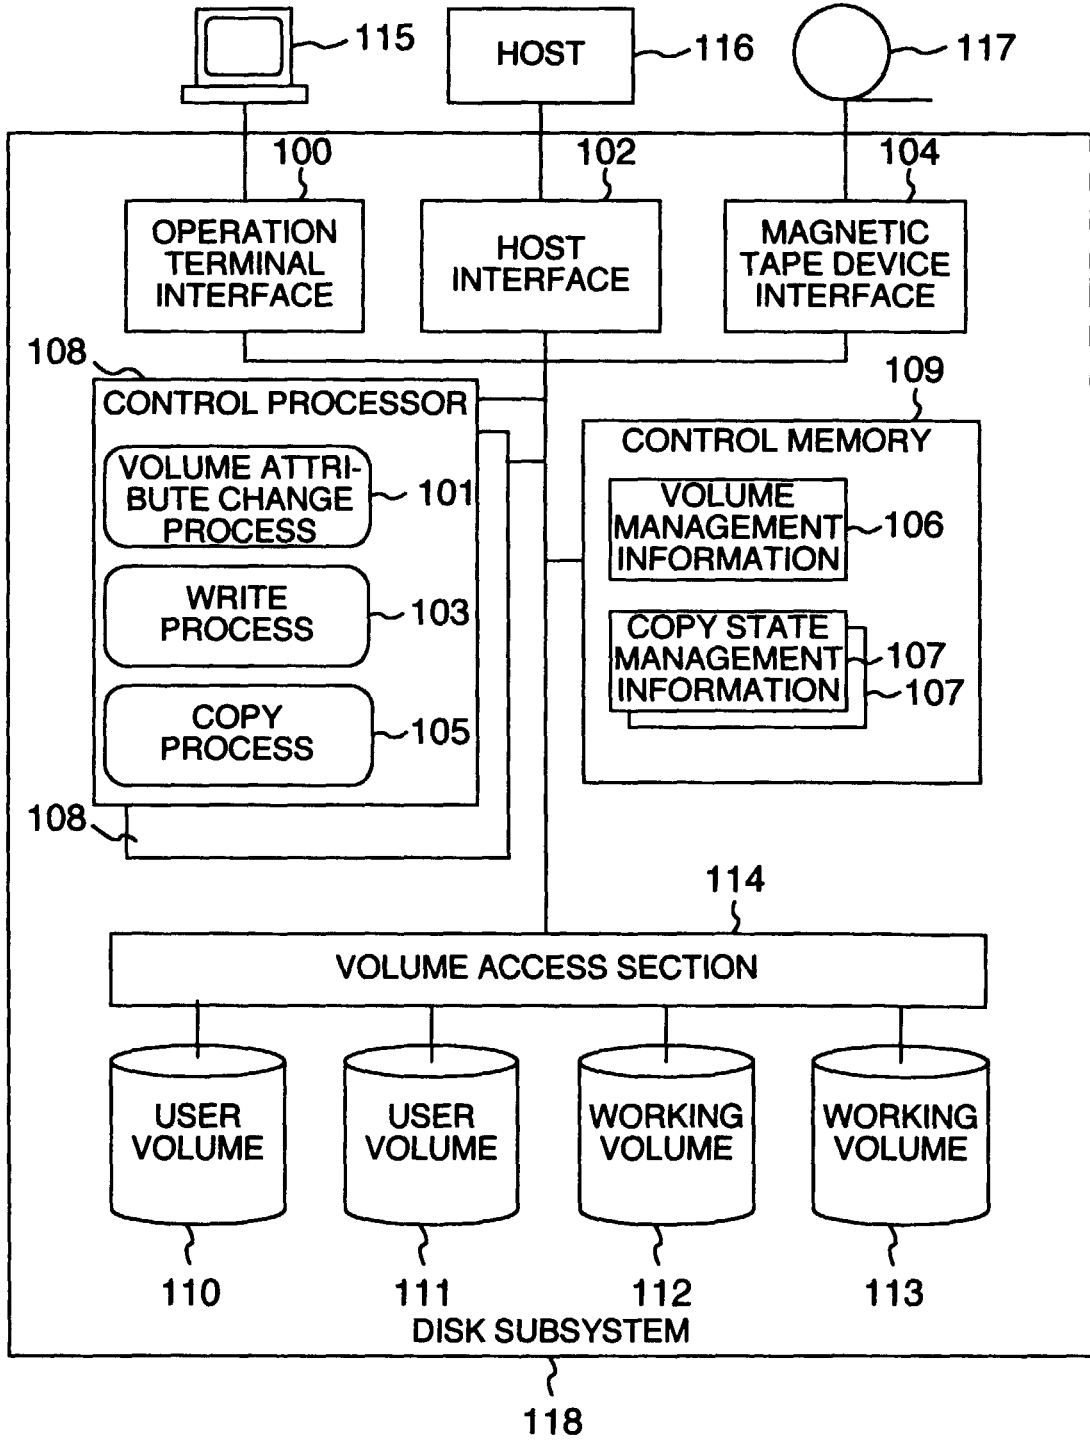 115
HOST
116
117
100
102
104
OPERATION
TERMINAL
INTERFACE
HOST
INTERFACE
MAGNETIC
TAPE DEVICE
INTERFACE
108
109
CONTROL PROCESSOR
VOLUME ATTRI-
BUTE CHANGE
PROCESS
101
WRITE
PROCESS
103
COPY
PROCESS
105
108
CONTROL MEMORY
VOLUME
MANAGEMENT
INFORMATION
106
COPY STATE
MANAGEMENT
INFORMATION
107
107
114
VOLUME ACCESS SECTION
USER
VOLUME
USER
VOLUME
WORKING
VOLUME
WORKING
VOLUME
110
111
112
113
DISK SUBSYSTEM
118